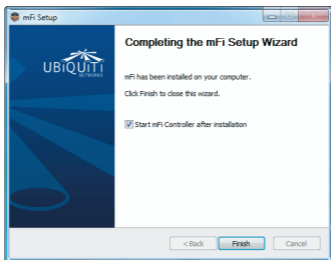 mFi Setup
Completing the mFi Setup Wizard
UBIQUITI
NETWORKS
mFi has been installed on your computer.
Click Finish to close this wizard.
Start mFi Controller after installation
< Back
Finish
Cancel